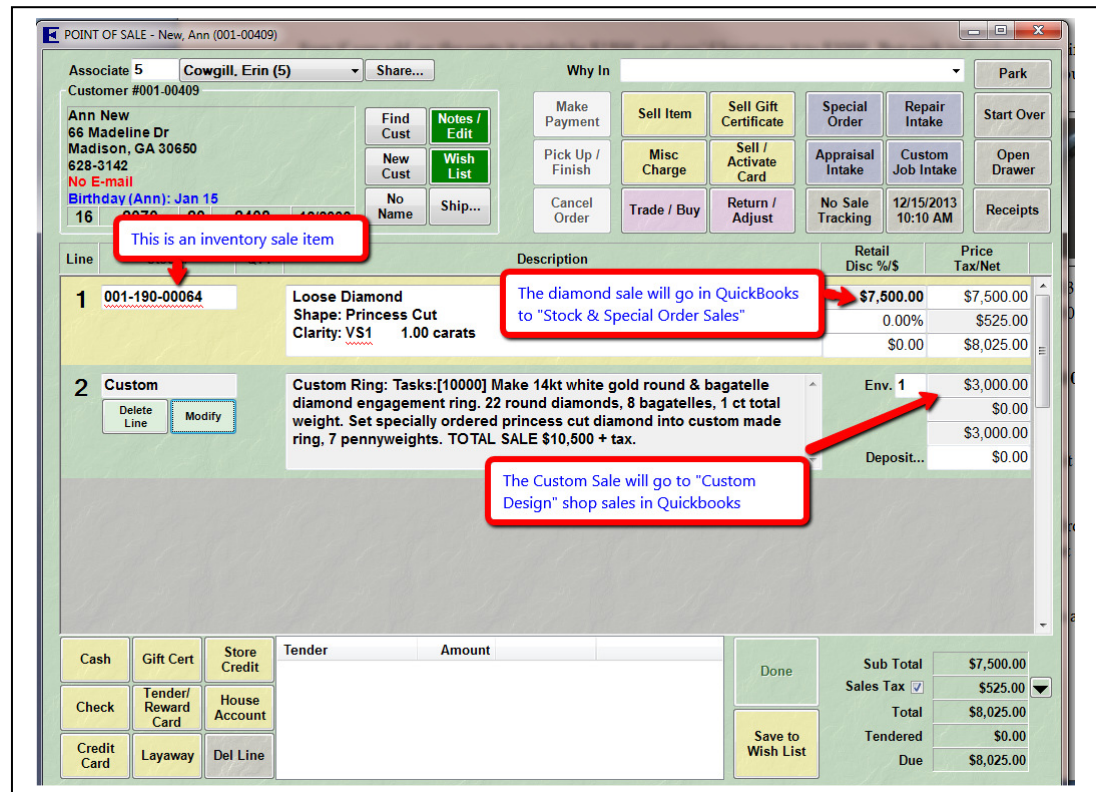 POINT OF SALE - New, Ann (001-00409)
Associate 5 Cowgill, Erin (5) Share... Why In Park
Customer #001-00409
Ann New
66 Madeline Dr
Madison, GA 30650
628-3142
No E-mail
Birthday (Ann): Jan 15
16
Find Cust
Notes / Edit
New Cust
Wish List
No Name
Ship...
Make Payment
Sell Item
Sell Gift Certificate
Special Order
Repair Intake
Start Over
Pick Up / Finish
Misc Charge
Sell / Activate Card
Appraisal Intake
Custom Job Intake
Open Drawer
Cancel Order
Trade / Buy
Return / Adjust
No Sale Tracking
12/15/2013 10:10 AM
Receipts
This is an inventory sale item
Line Description Retail Disc %/$ Price Tax/Net
1 001-190-00064
Loose Diamond
Shape: Princess Cut
Clarity: VS1 1.00 carats
The diamond sale will go in QuickBooks
to "Stock & Special Order Sales"
$7,500.00 $7,500.00
0.00% $525.00
$0.00 $8,025.00
2 Custom
Delete Line
Modify
Custom Ring: Tasks:[10000] Make 14kt white gold round & bagatelle
diamond engagement ring. 22 round diamonds, 8 bagatelles, 1 ct total
weight. Set specially ordered princess cut diamond into custom made
ring, 7 pennyweights. TOTAL SALE $10,500 + tax.
Env. 1 $3,000.00
$0.00
$3,000.00
Deposit... $0.00
The Custom Sale will go to "Custom
Design" shop sales in Quickbooks
Cash
Gift Cert
Store Credit
Check
Tender/ Reward Card
House Account
Credit Card
Layaway
Del Line
Tender Amount
Done
Save to Wish List
Sub Total $7,500.00
Sales Tax $525.00
Total $8,025.00
Tendered $0.00
Due $8,025.00